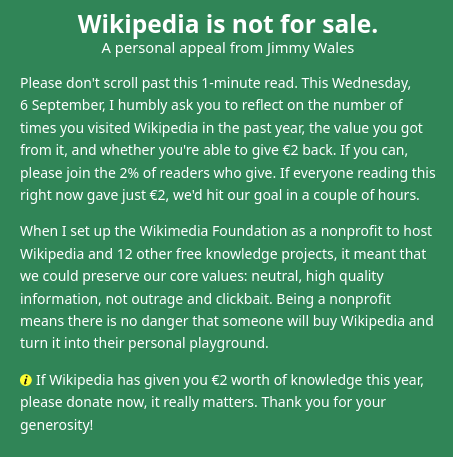 Wikipedia is not for sale.
A personal appeal from Jimmy Wales
Please don't scroll past this 1-minute read. This Wednesday,
6 September, I humbly ask you to reflect on the number of
times you visited Wikipedia in the past year, the value you got
from it, and whether you're able to give €2 back. If you can,
please join the 2% of readers who give. If everyone reading this
right now gave just €2, we'd hit our goal in a couple of hours.
When I set up the Wikimedia Foundation as a nonprofit to host
Wikipedia and 12 other free knowledge projects, it meant that
we could preserve our core values: neutral, high quality
information, not outrage and clickbait. Being a nonprofit
means there is no danger that someone will buy Wikipedia and
turn it into their personal playground.
i If Wikipedia has given you €2 worth of knowledge this year,
please donate now, it really matters. Thank you for your
generosity!